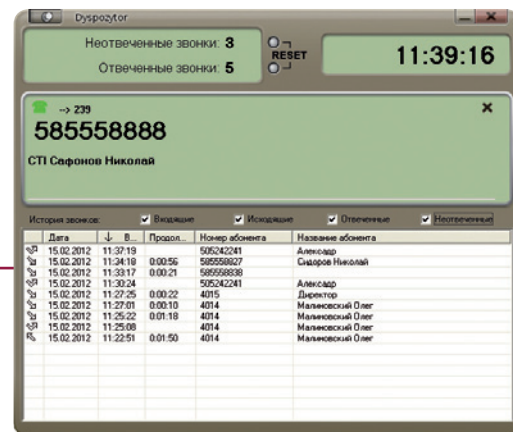 Dyspozytor
Неотвеченные звонки: 3
Отвеченные звонки: 5
RESET
11:39:16
--> 239
585558888
CTI Сафонов Николай
История звонков: Входящие Исходящие Отвеченные Неотвеченные
Дата В... Продол... Номер абонента Название абонента
15.02.2012 11:37:19 505242241 Алексадр
15.02.2012 11:34:18 0:00:56 585558827 Сидоров Николай
15.02.2012 11:33:17 0:00:21 585558838
15.02.2012 11:30:24 505242241 Алексадр
15.02.2012 11:27:25 0:00:22 4015 Директор
15.02.2012 11:27:01 0:00:10 4014 Малиновский Олег
15.02.2012 11:25:22 0:01:18 4014 Малиновский Олег
15.02.2012 11:25:08 4014 Малиновский Олег
15.02.2012 11:22:51 0:01:50 4014 Малиновский Олег